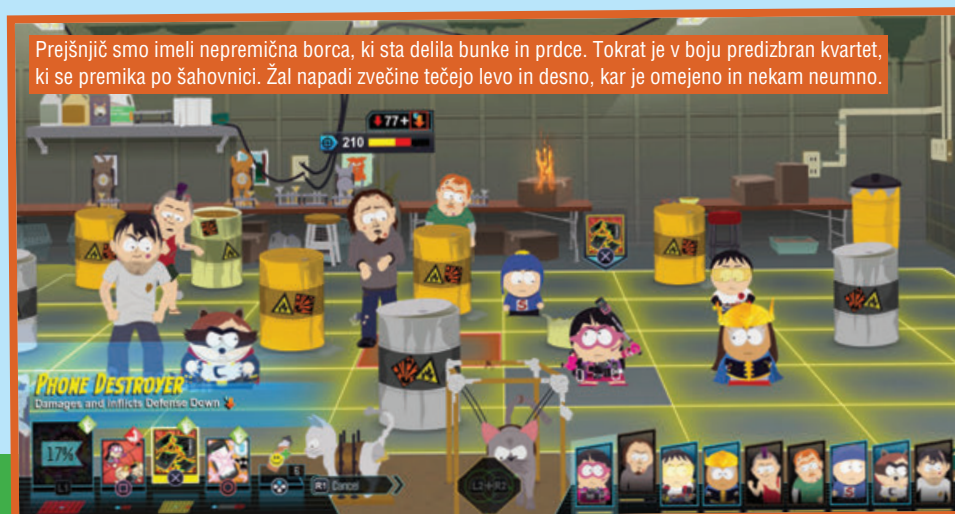 Prejšnjič smo imeli nepremična borca, ki sta delila bunke in prdce. Tokrat je v boju predizbran kvartet,
ki se premika po šahovnici. Žal napadi zvečine tečejo levo in desno, kar je omejeno in nekam neumno.
77+
210
PHONE DESTROYER
Damages and inflicts Defense Down
17%
L1
6
R1 Cancel
L2+R2